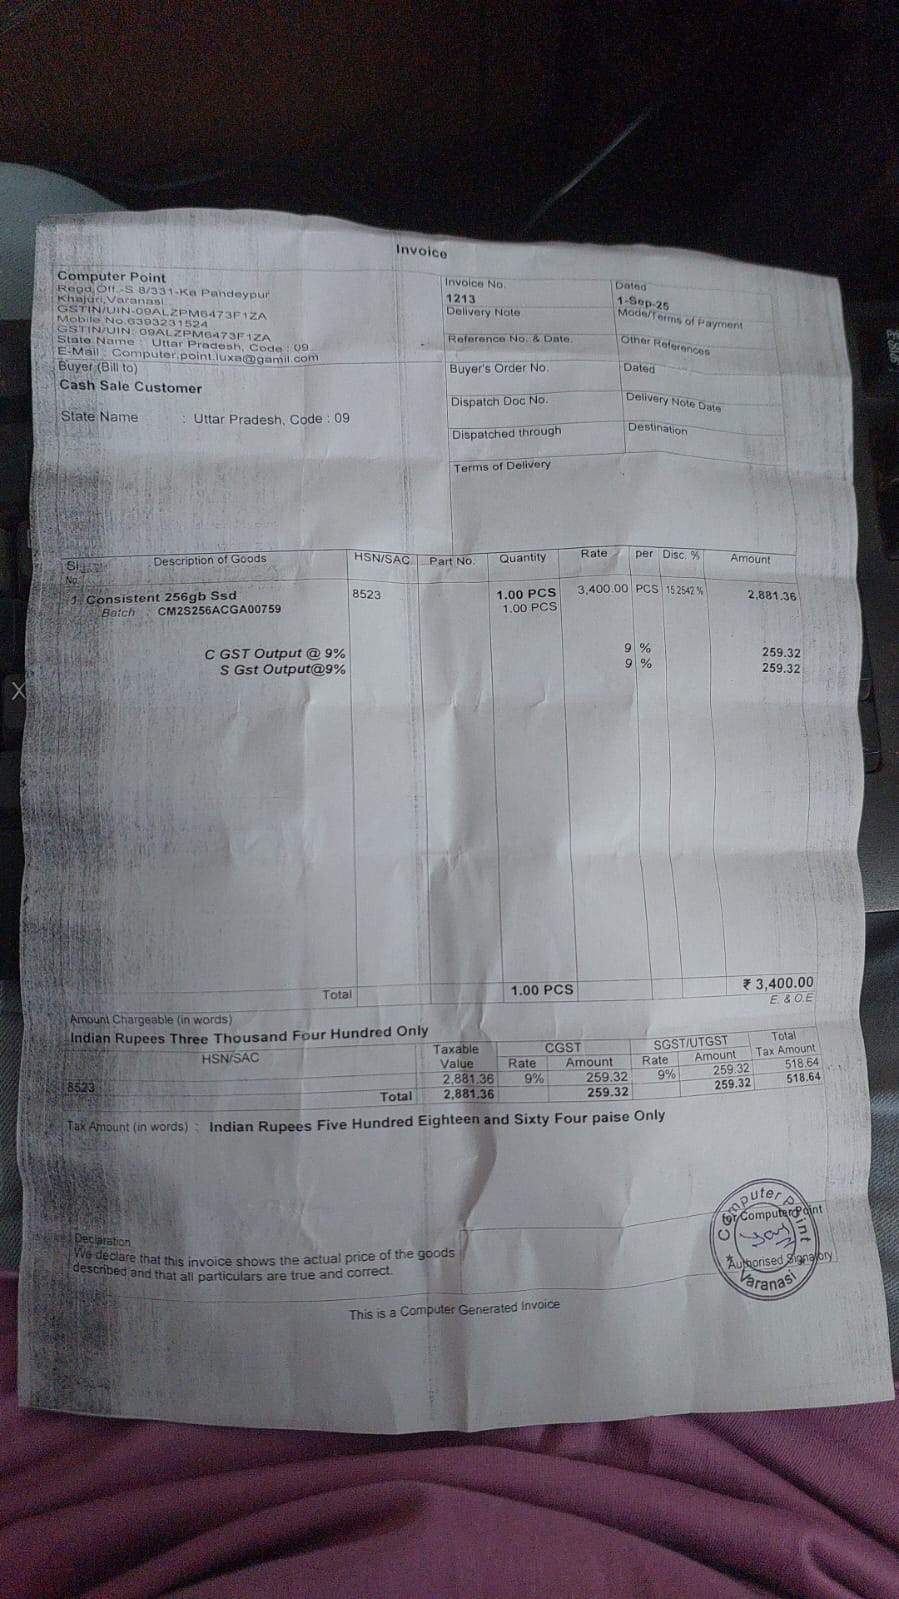 Invoice
Computer Point
Regd.Off.-S 8/331-Ka Pandeypur
Khajuri,Varanasi
GSTIN/UIN-09ALZPM6473F1ZA
Mobile No.6393231524
GSTIN/UIN: 09ALZPM6473F1ZA
State Name : Uttar Pradesh, Code : 09
E-Mail : Computer.point.luxa@gamil.com
Invoice No.
1213
Dated
1-Sep-25
Delivery Note
Mode/Terms of Payment
Reference No. & Date.
Other References
Buyer (Bill to)
Cash Sale Customer
State Name : Uttar Pradesh, Code : 09
Buyer's Order No.
Dated
Dispatch Doc No.
Delivery Note Date
Dispatched through
Destination
Terms of Delivery
Sl No. Description of Goods HSN/SAC Part No. Quantity Rate per Disc. % Amount
1 Consistent 256gb Ssd 8523 1.00 PCS 3,400.00 PCS 15.2542 % 2,881.36
Batch : CM2S256ACGA00759 1.00 PCS
C GST Output @ 9% 9 % 259.32
S Gst Output@9% 9 % 259.32
Total 1.00 PCS ₹ 3,400.00
E. & O.E
Amount Chargeable (in words)
Indian Rupees Three Thousand Four Hundred Only
HSN/SAC Taxable Value CGST SGST/UTGST Total Tax Amount
Rate Amount Rate Amount
8523 2,881.36 9% 259.32 9% 259.32 518.64
Total 2,881.36 259.32 259.32 518.64
Tax Amount (in words) : Indian Rupees Five Hundred Eighteen and Sixty Four paise Only
Declaration
We declare that this invoice shows the actual price of the goods
described and that all particulars are true and correct.
for Computer Point
Authorised Signatory
Computer Point
Varanasi
This is a Computer Generated Invoice